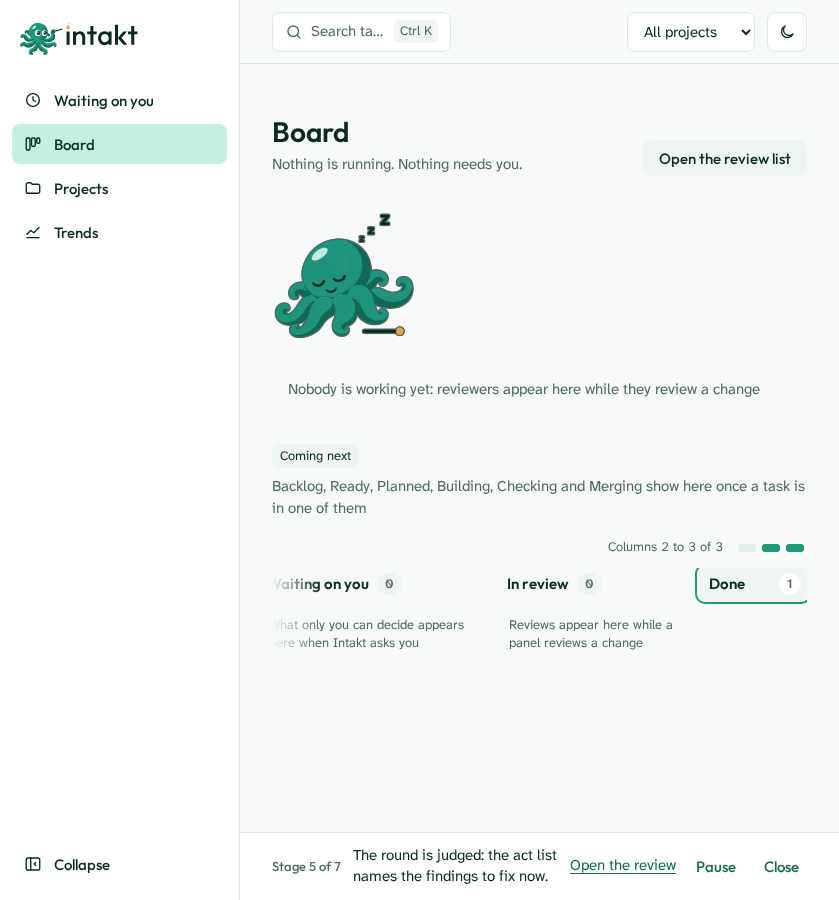 intakt
Search ta... Ctrl K
All projects
Waiting on you
Board
Projects
Trends
Board
Nothing is running. Nothing needs you.
Open the review list
z z z
Nobody is working yet: reviewers appear here while they review a change
Coming next
Backlog, Ready, Planned, Building, Checking and Merging show here once a task is
in one of them
Columns 2 to 3 of 3
Waiting on you 0
In review 0
Done 1
What only you can decide appears
here when Intakt asks you
Reviews appear here while a
panel reviews a change
Collapse
Stage 5 of 7
The round is judged: the act list
names the findings to fix now.
Open the review
Pause
Close